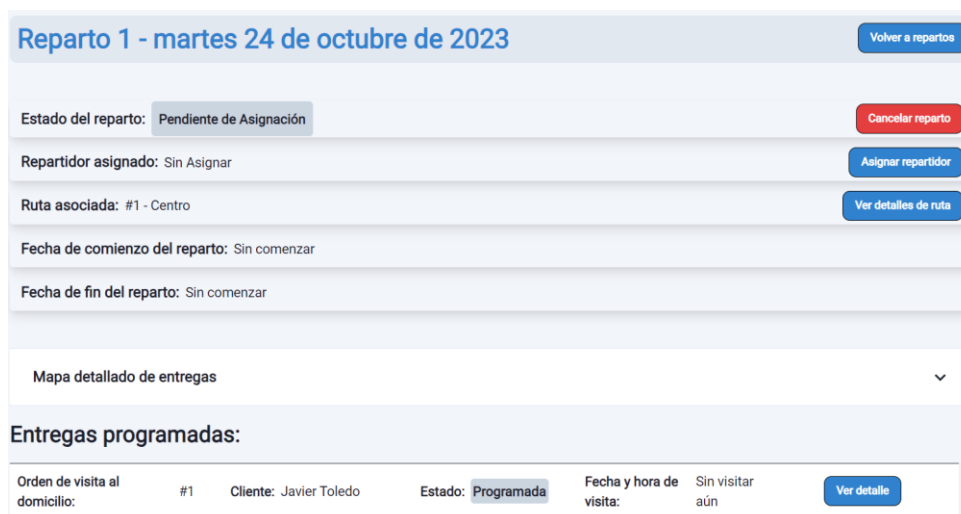 Reparto 1 - martes 24 de octubre de 2023
Volver a repartos
Estado del reparto: Pendiente de Asignación
Cancelar reparto
Repartidor asignado: Sin Asignar
Asignar repartidor
Ruta asociada: #1 - Centro
Ver detalles de ruta
Fecha de comienzo del reparto: Sin comenzar
Fecha de fin del reparto: Sin comenzar
Mapa detallado de entregas
Entregas programadas:
Orden de visita al
domicilio:
#1
Cliente: Javier Toledo
Estado: Programada
Fecha y hora de
visita:
Sin visitar
aún
Ver detalle